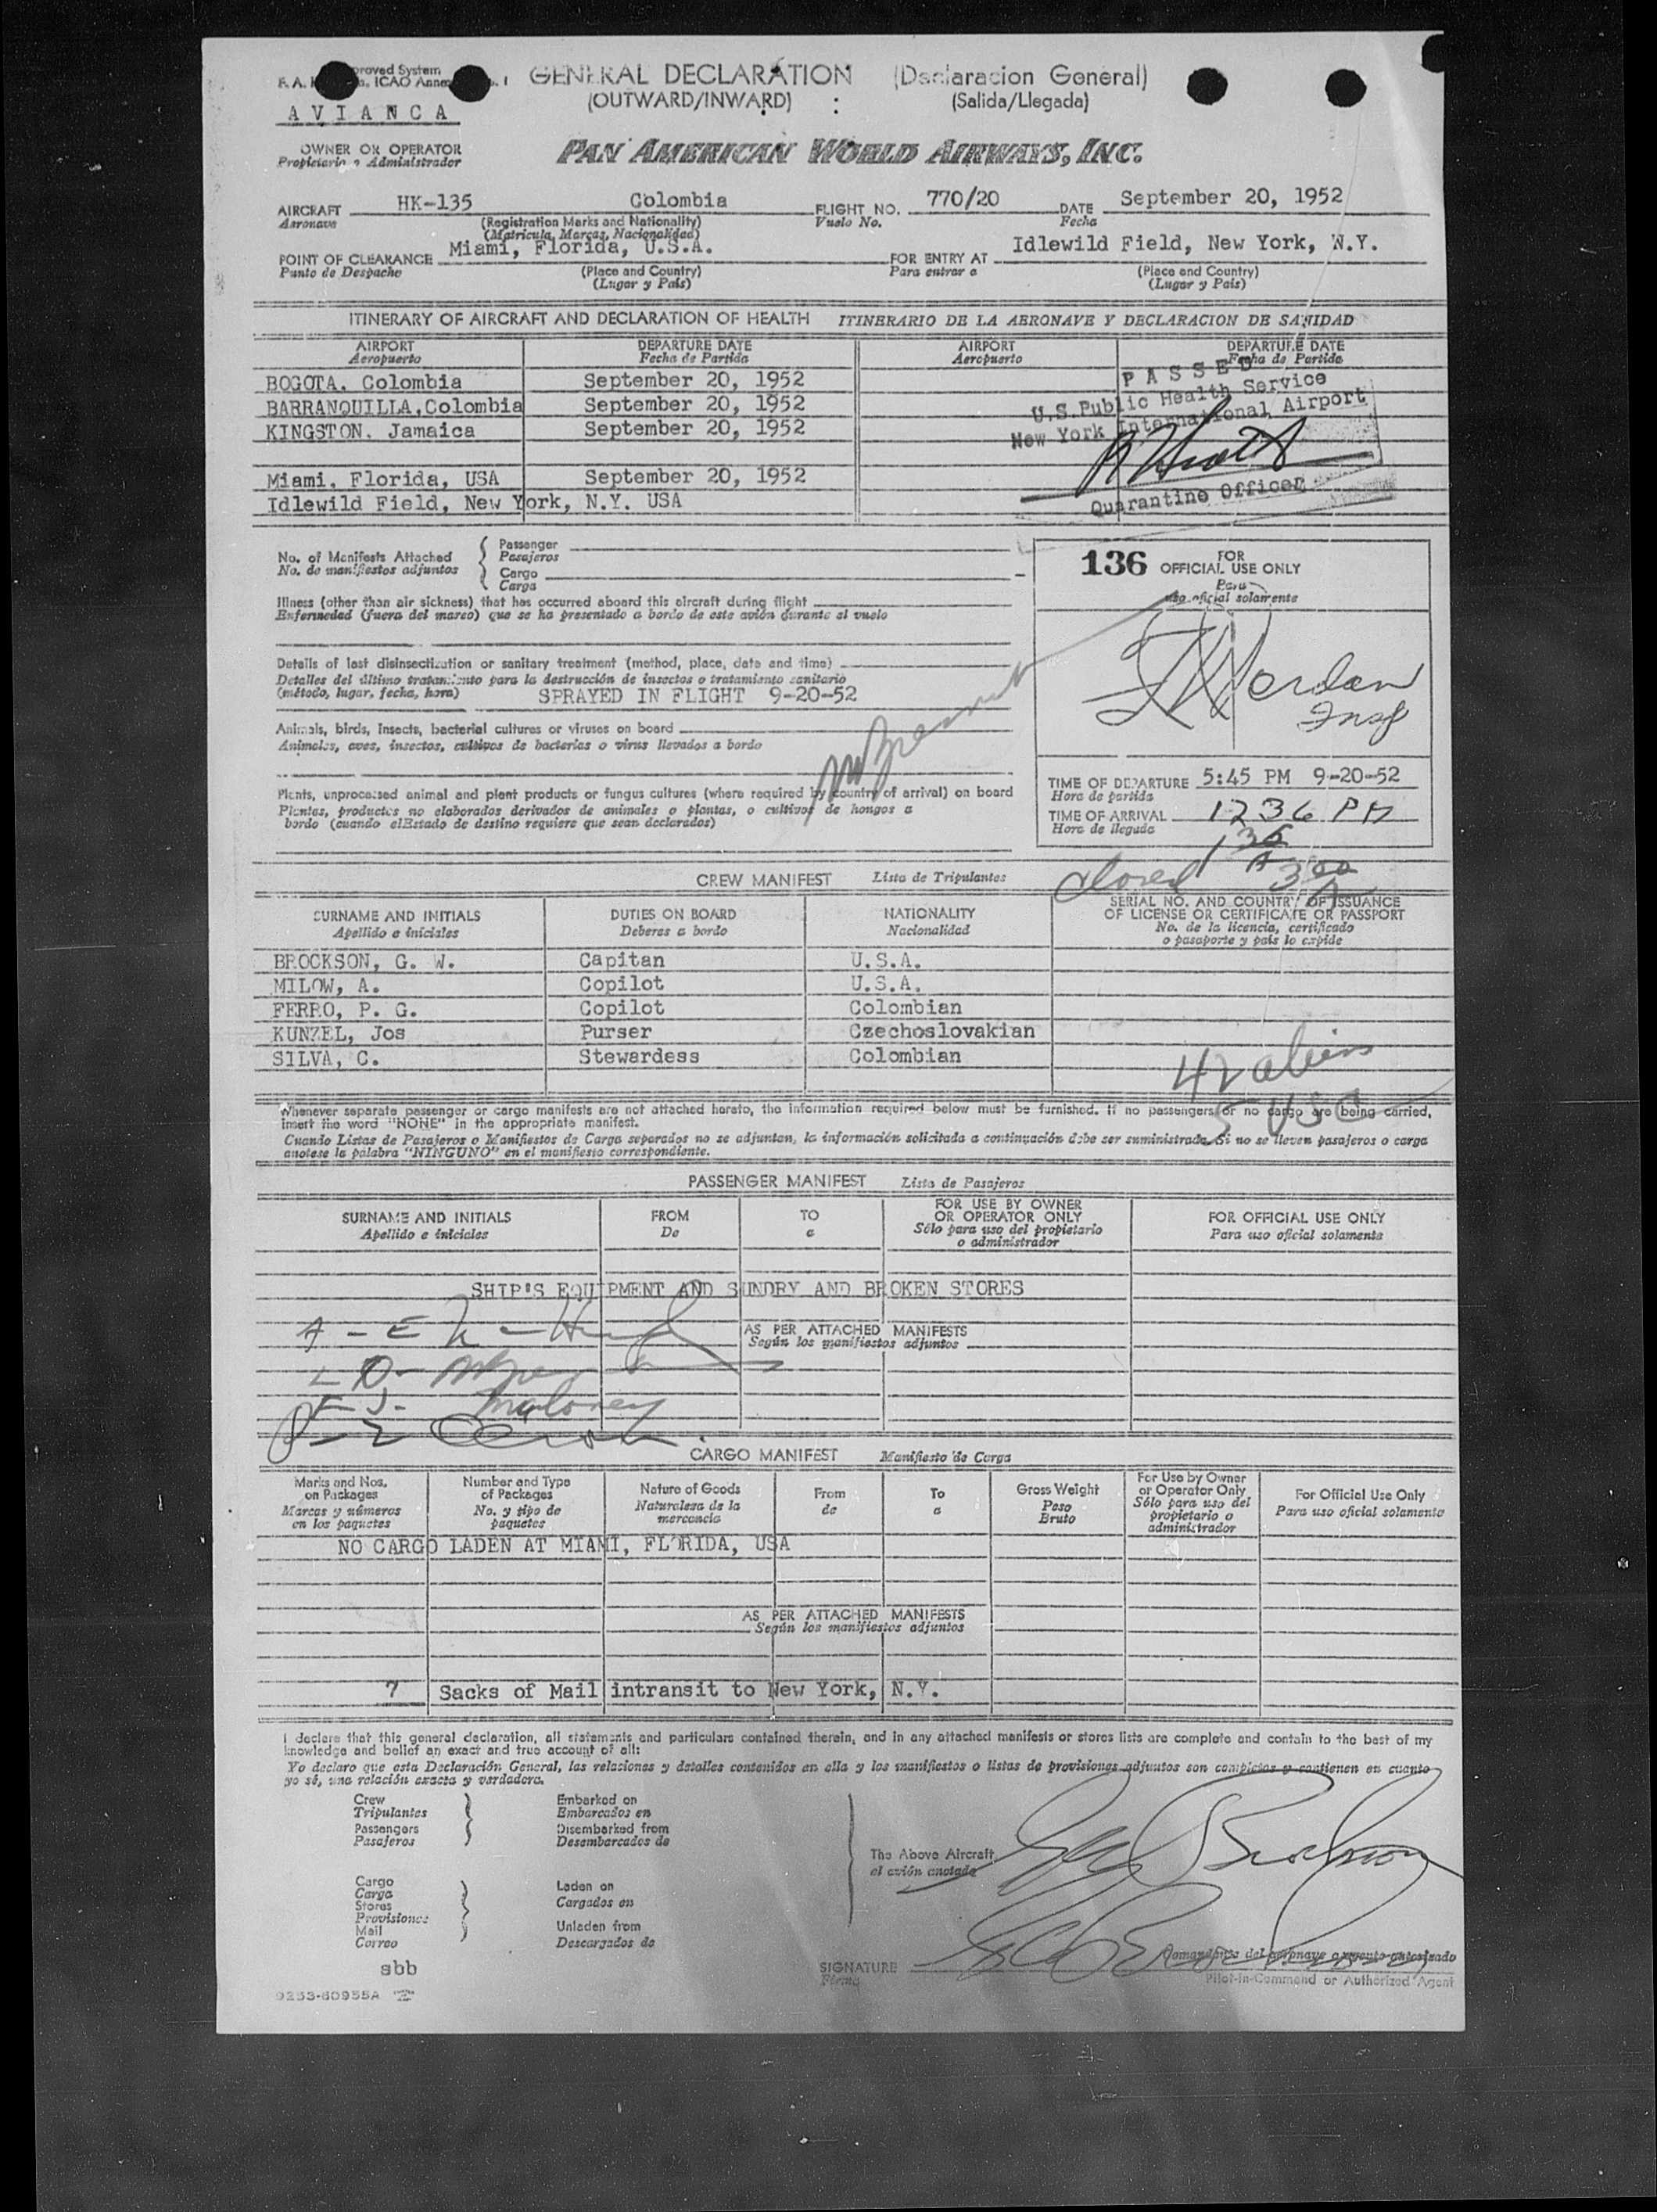 GENERAL DECLARATION (Declaracion General)
(OUTWARD/INWARD) : (Salida/Llegada)
AVIANCA
OWNER OR OPERATOR
Propietario o Administrador
PAN AMERICAN WORLD AIRWAYS, INC.
AIRCRAFT HK-135 Colombia FLIGHT NO. 770/20 DATE September 20, 1952
Aeronave (Registration Marks and Nationality) Vuelo No. Fecha
(Matricula, Marcas, Nacionalidad)
POINT OF CLEARANCE Miami, Florida, U.S.A. FOR ENTRY AT Idlewild Field, New York, N.Y.
Punto de Despacho (Place and Country) Para entrar a (Place and Country)
(Lugar y País) (Lugar y País)
ITINERARY OF AIRCRAFT AND DECLARATION OF HEALTH ITINERARIO DE LA AERONAVE Y DECLARACION DE SANIDAD
AIRPORT DEPARTURE DATE AIRPORT DEPARTURE DATE
Aeropuerto Fecha de Partida Aeropuerto Fecha de Partida
BOGOTA. Colombia September 20, 1952
BARRANQUILLA,Colombia September 20, 1952
KINGSTON. Jamaica September 20, 1952
Miami. Florida, USA September 20, 1952
Idlewild Field, New York, N.Y. USA
PASSED
U.S. Public Health Service
New York International Airport
Quarantine Officer
No. of Manifests Attached
No. de manifiestos adjuntos
Passenger
Pasajeros
Cargo
Carga
Illness (other than air sickness) that has occurred aboard this aircraft during flight
Enfermedad (fuera del mareo) que se ha presentado a bordo de este avión durante el vuelo
Details of last disinsectization or sanitary treatment (method, place, date and time)
Detalles del último tratamiento para la destrucción de insectos o tratamiento sanitario
(método, lugar, fecha, hora) SPRAYED IN FLIGHT 9-20-52
Animals, birds, insects, bacterial cultures or viruses on board
Animales, aves, insectos, cultivos de bacterias o virus llevados a bordo
Plants, unprocessed animal and plant products or fungus cultures (where required by country of arrival) on board
Plantas, productos no elaborados derivados de animales o plantas, o cultivos de hongos a
bordo (cuando elEstado de destino requiere que sean declarados)
136 FOR
OFFICIAL USE ONLY
Para
uso oficial solamente
Insp
TIME OF DEPARTURE 5:45 PM 9-20-52
Hora de partida
TIME OF ARRIVAL 1236 PM
Hora de llegada
closed
CREW MANIFEST Lista de Tripulantes
SURNAME AND INITIALS DUTIES ON BOARD NATIONALITY SERIAL NO. AND COUNTRY OF ISSUANCE
OF LICENSE OR CERTIFICATE OR PASSPORT
Apellido e iniciales Deberes a bordo Nacionalidad No. de la licencia, certificado
o pasaporte y país lo expide
BROCKSON, G. W. Capitan U.S.A.
MILOW, A. Copilot U.S.A.
FERRO, P. G. Copilot Colombian
KUNZEL, Jos Purser Czechoslovakian
SILVA, C. Stewardess Colombian
42 aliens
5 USC
Whenever separate passenger or cargo manifests are not attached hereto, the information required below must be furnished. If no passengers or no cargo are being carried,
insert the word "NONE" in the appropriate manifest.
Cuando Listas de Pasajeros o Manifiestos de Carga separados no se adjuntan, la información solicitada a continuación debe ser suministrada. Si no se lleven pasajeros o carga
anotese la palabra "NINGUNO" en el manifiesto correspondiente.
PASSENGER MANIFEST Lista de Pasajeros
SURNAME AND INITIALS FROM TO FOR USE BY OWNER
OR OPERATOR ONLY FOR OFFICIAL USE ONLY
Apellido e iniciales De a Sólo para uso del propietario
o administrador Para uso oficial solamente
SHIP'S EQUIPMENT AND SUNDRY AND BROKEN STORES
AS PER ATTACHED MANIFESTS
Según los manifiestos adjuntos
Maloney
CARGO MANIFEST Manifiesto de Carga
Marks and Nos.
on Packages
Marcas y números
en los paquetes
Number and Type
of Packages
No. y tipo de
paquetes
Nature of Goods
Naturaleza de la
mercancia
From
de
To
a
Gross Weight
Peso
Bruto
For Use by Owner
or Operator Only
Sólo para uso del
propietario o
administrador
For Official Use Only
Para uso oficial solamente
NO CARGO LADEN AT MIAMI, FLORIDA, USA
AS PER ATTACHED MANIFESTS
Según los manifiestos adjuntos
7 Sacks of Mail intransit to New York, N.Y.
I declare that this general declaration, all statements and particulars contained therein, and in any attached manifests or stores lists are complete and contain to the best of my
knowledge and belief an exact and true account of all:
Yo declaro que esta Declaración General, las relaciones y detalles contenidos en ella y los manifiestos o listas de provisiones adjuntos son completos y contienen en cuanto
yo sé, una relación exacta y verdadera.
Crew Embarked on
Tripulantes Embarcados en
Passengers Disembarked from
Pasajeros Desembarcados de
The Above Aircraft
el avión anotado
Cargo Laden on
Carga Cargados en
Stores
Provisiones
Mail Unladen from
Correo Descargados de
sbb
SIGNATURE
Firma
Comandante del aeronave o agente autorizado
Pilot-in-Command or Authorized Agent
9253-60955A